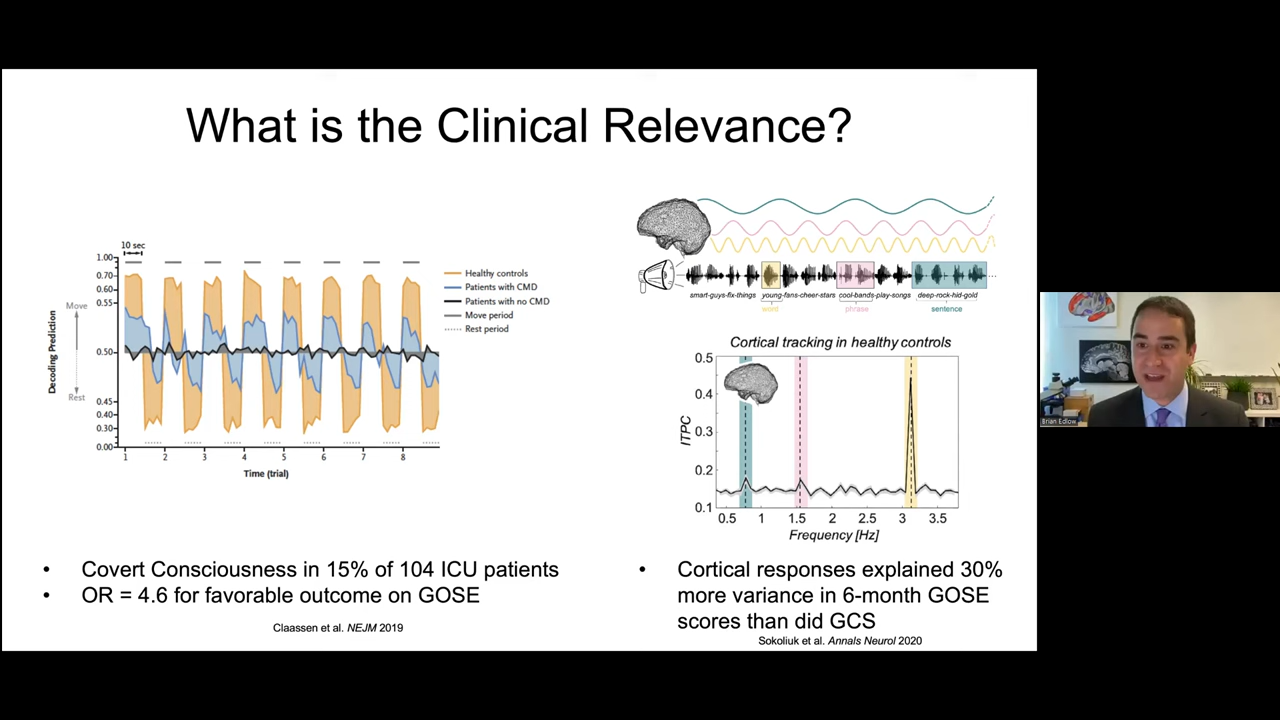 What is the Clinical Relevance?
10 sec
1.00
0.70
0.60
0.55
0.50
0.45
0.40
0.30
0.00
Move
Decoding Prediction
Rest
1 2 3 4 5 6 7 8
Time (trial)
Healthy controls
Patients with CMD
Patients with no CMD
Move period
Rest period
smart-guys-fix-things young-fans-cheer-stars cool-bands-play-songs deep-rock-hid-gold
word phrase sentence
Cortical tracking in healthy controls
0.5
0.4
0.3
0.2
0.1
ITPC
0.5 1 1.5 2 2.5 3 3.5
Frequency [Hz]
• Covert Consciousness in 15% of 104 ICU patients
• OR = 4.6 for favorable outcome on GOSE
Claassen et al. NEJM 2019
• Cortical responses explained 30%
more variance in 6-month GOSE
scores than did GCS
Sokoliuk et al. Annals Neurol 2020
Brian Edlow